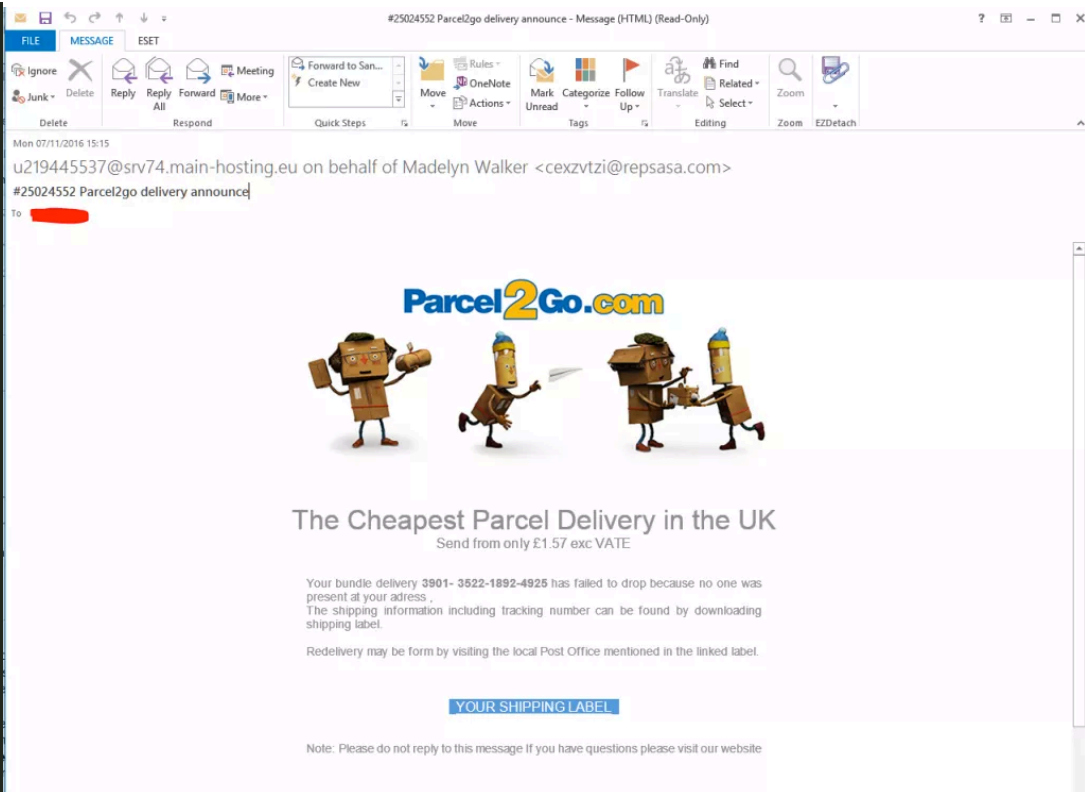 #25024552 Parcel2go delivery announce - Message (HTML) (Read-Only)
FILE MESSAGE ESET
Ignore
Junk
Delete
Reply
Reply All
Forward
Meeting
More
Forward to San...
Create New
Move
Rules
OneNote
Actions
Mark Unread
Categorize
Follow Up
Translate
Find
Related
Select
Zoom
Delete Respond Quick Steps Move Tags Editing Zoom EZDetach
Mon 07/11/2016 15:15
u219445537@srv74.main-hosting.eu on behalf of Madelyn Walker <cexzvtzi@repsasa.com>
#25024552 Parcel2go delivery announce
To
Parcel2Go.com
The Cheapest Parcel Delivery in the UK
Send from only £1.57 exc VATE
Your bundle delivery 3901- 3522-1892-4925 has failed to drop because no one was
present at your adress ,
The shipping information including tracking number can be found by downloading
shipping label.
Redelivery may be form by visiting the local Post Office mentioned in the linked label.
YOUR SHIPPING LABEL
Note: Please do not reply to this message If you have questions please visit our website